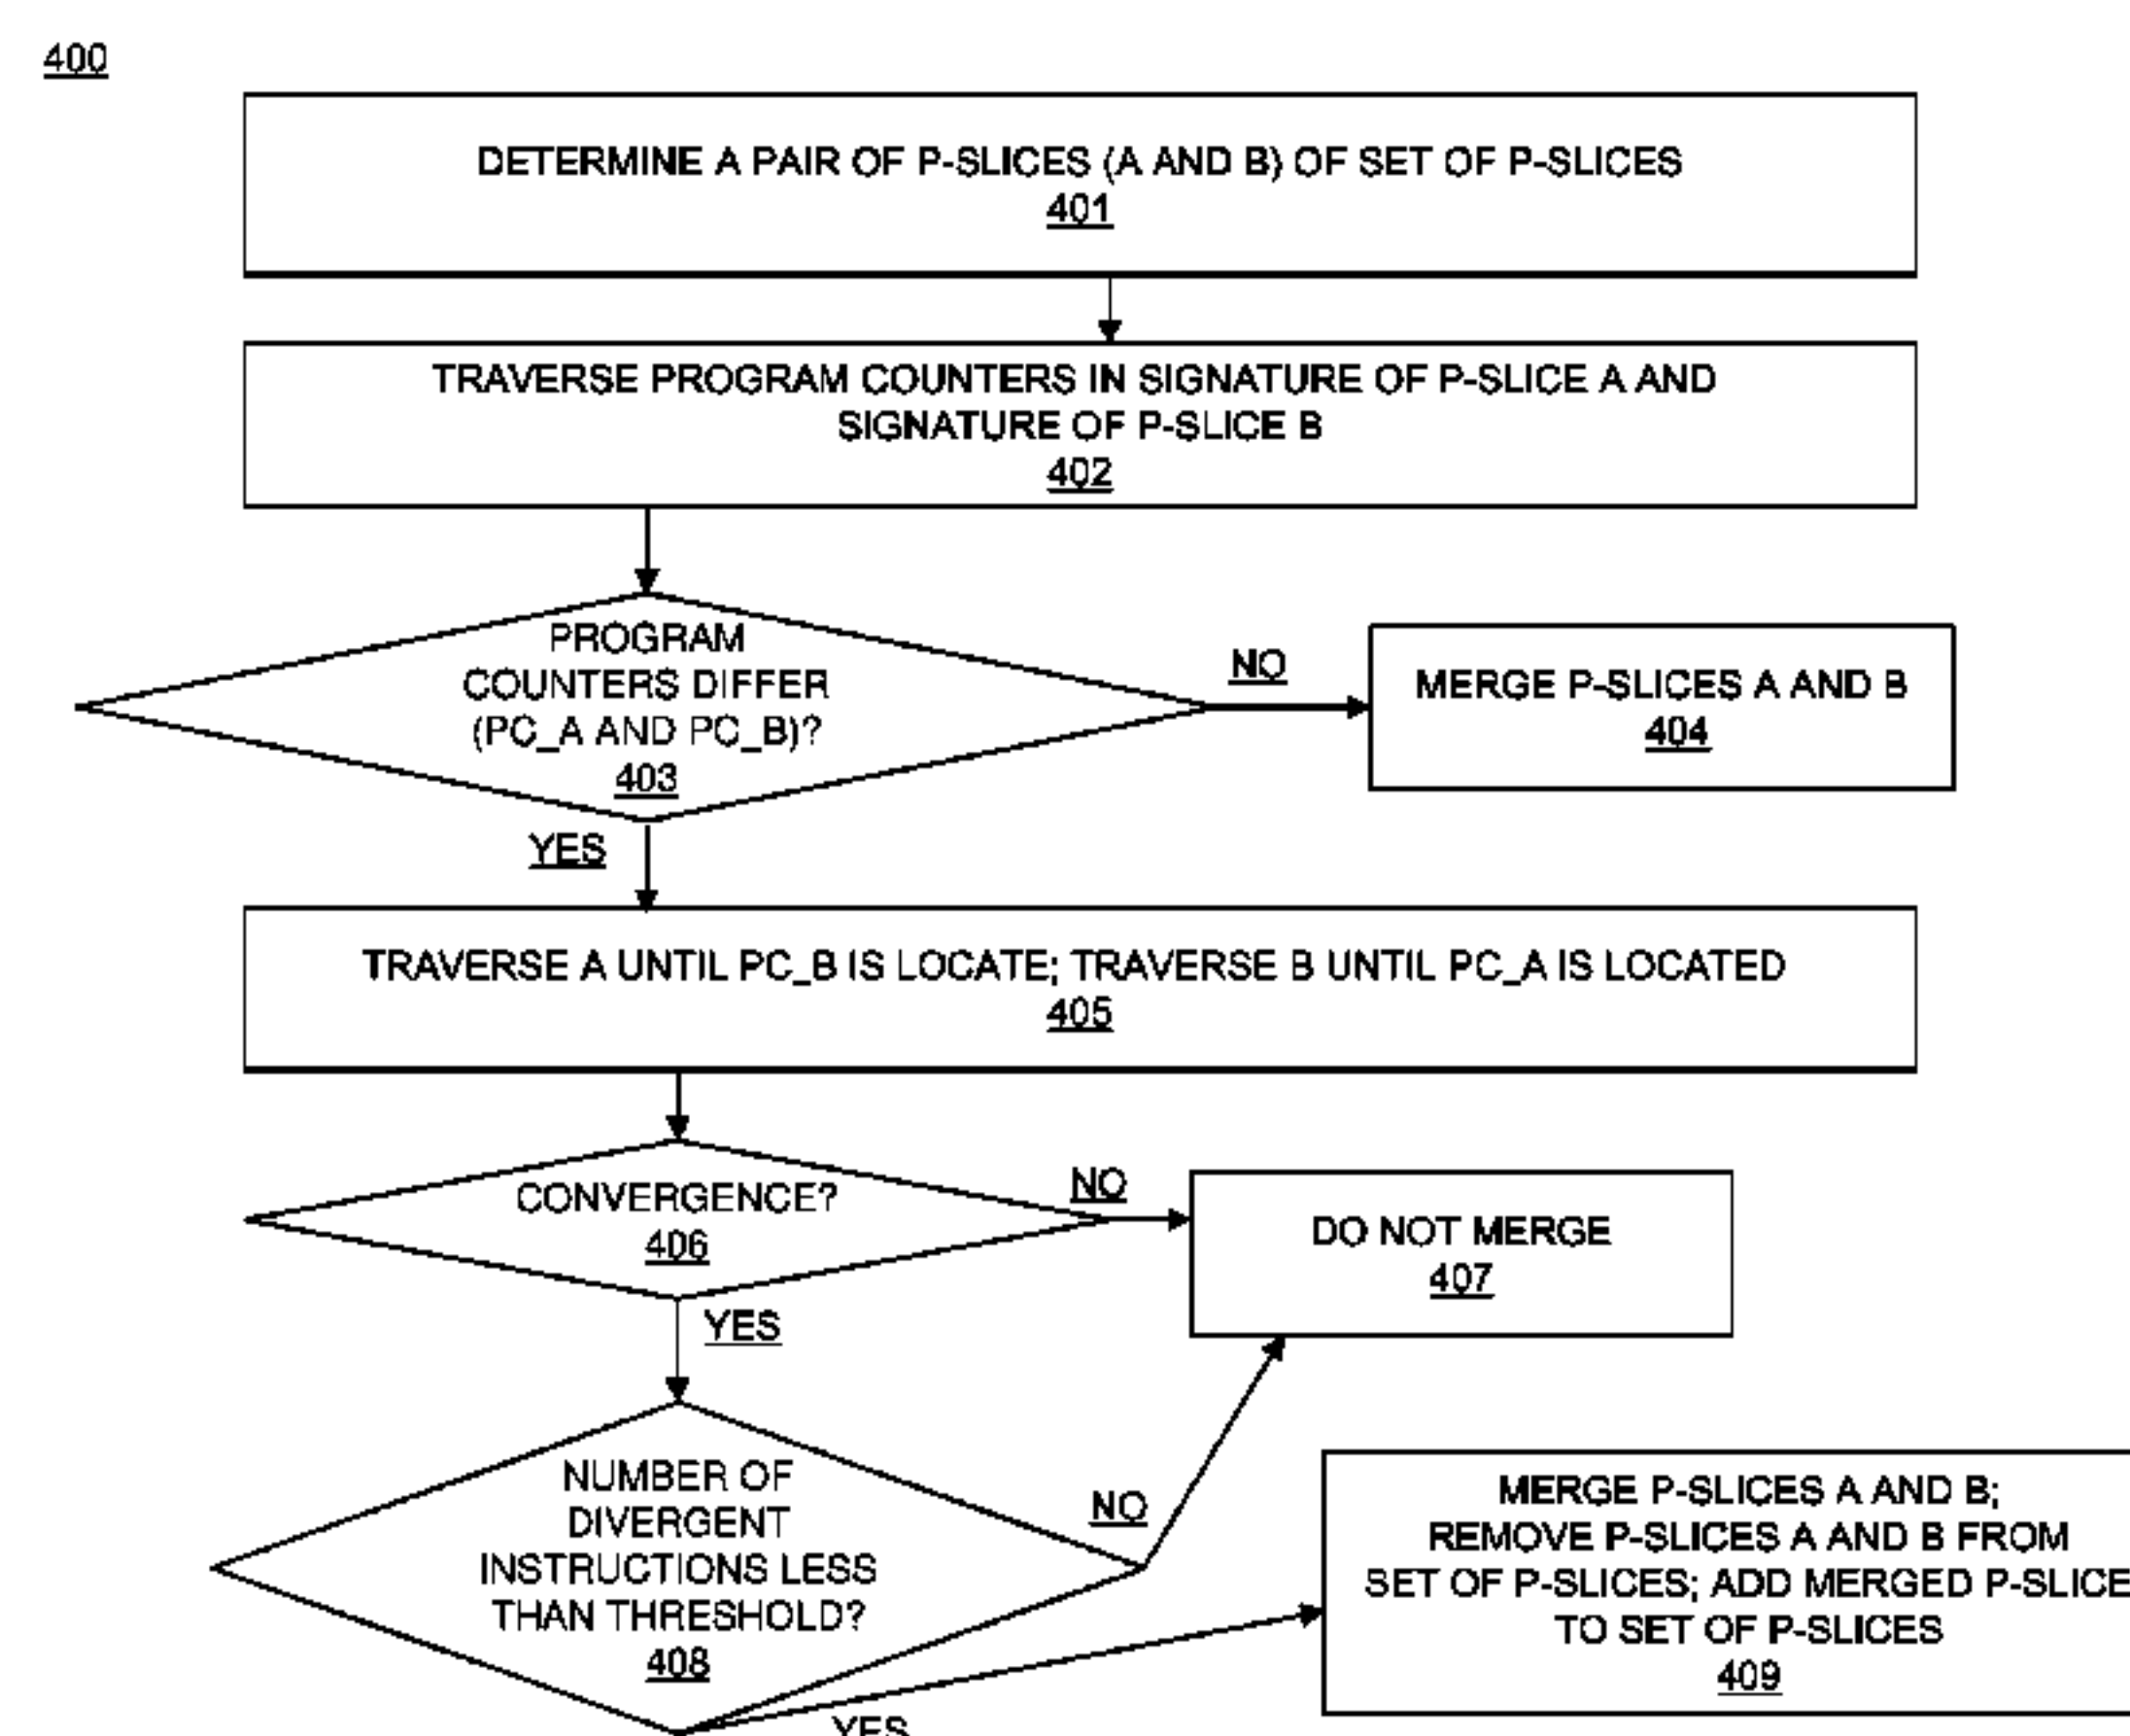 400
DETERMINE A PAIR OF P-SLICES (A AND B) OF SET OF P-SLICES
401
TRAVERSE PROGRAM COUNTERS IN SIGNATURE OF P-SLICE A AND
SIGNATURE OF P-SLICE B
402
PROGRAM
COUNTERS DIFFER
(PC_A AND PC_B)?
403
NO
MERGE P-SLICES A AND B
404
YES
TRAVERSE A UNTIL PC_B IS LOCATE; TRAVERSE B UNTIL PC_A IS LOCATED
405
CONVERGENCE?
406
NO
DO NOT MERGE
407
YES
NUMBER OF
DIVERGENT
INSTRUCTIONS LESS
THAN THRESHOLD?
408
NO
MERGE P-SLICES A AND B;
REMOVE P-SLICES A AND B FROM
SET OF P-SLICES; ADD MERGED P-SLICE
TO SET OF P-SLICES
409
YES